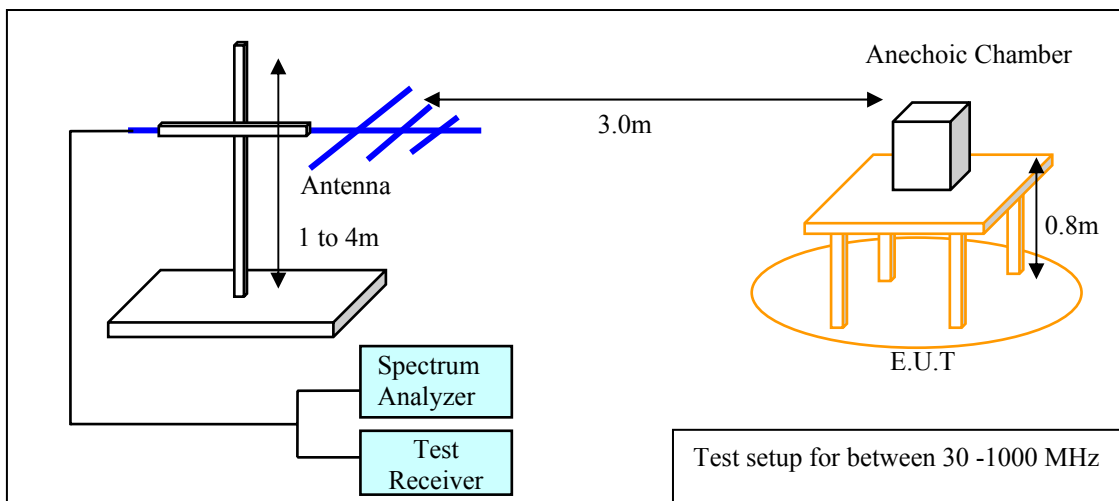 Anechoic Chamber
3.0m
Antenna
1 to 4m
0.8m
E.U.T
Spectrum
Analyzer
Test
Receiver
Test setup for between 30 -1000 MHz